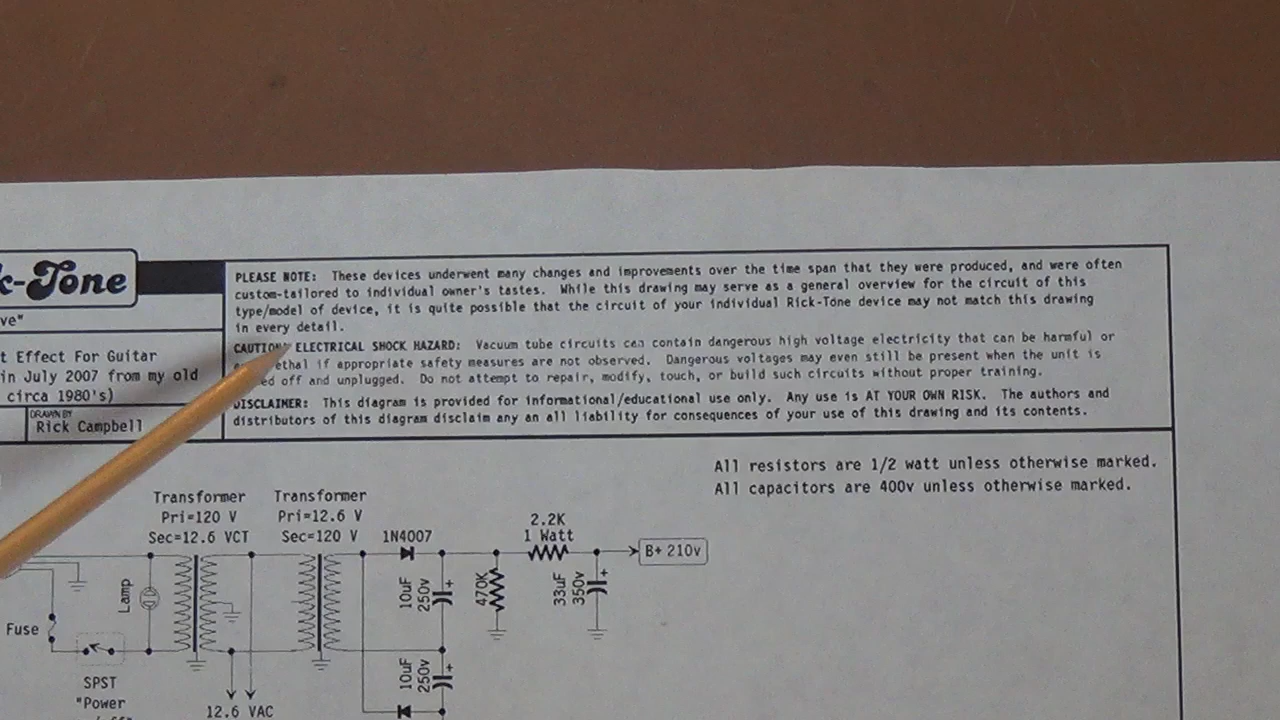 k-Tone
PLEASE NOTE: These devices underwent many changes and improvements over the time span that they were produced, and were often
custom-tailored to individual owner's tastes. While this drawing may serve as a general overview for the circuit of this
type/model of device, it is quite possible that the circuit of your individual Rick-Tone device may not match this drawing
in every detail.
CAUTION! ELECTRICAL SHOCK HAZARD: Vacuum tube circuits can contain dangerous high voltage electricity that can be harmful or
ethal if appropriate safety measures are not observed. Dangerous voltages may even still be present when the unit is
ed off and unplugged. Do not attempt to repair, modify, touch, or build such circuits without proper training.
DISCLAIMER: This diagram is provided for informational/educational use only. Any use is AT YOUR OWN RISK. The authors and
distributors of this diagram disclaim any an all liability for consequences of your use of this drawing and its contents.
ve"
t Effect For Guitar
in July 2007 from my old
circa 1980's)
DRAWN BY
Rick Campbell
All resistors are 1/2 watt unless otherwise marked.
All capacitors are 400v unless otherwise marked.
Transformer
Pri=120 V
Sec=12.6 VCT
Transformer
Pri=12.6 V
Sec=120 V
1N4007
2.2K
1 Watt
B+ 210v
Lamp
10uF
250v
+
470K
33uF
350v
+
Fuse
SPST
"Power
12.6 VAC
10uF
250v
+